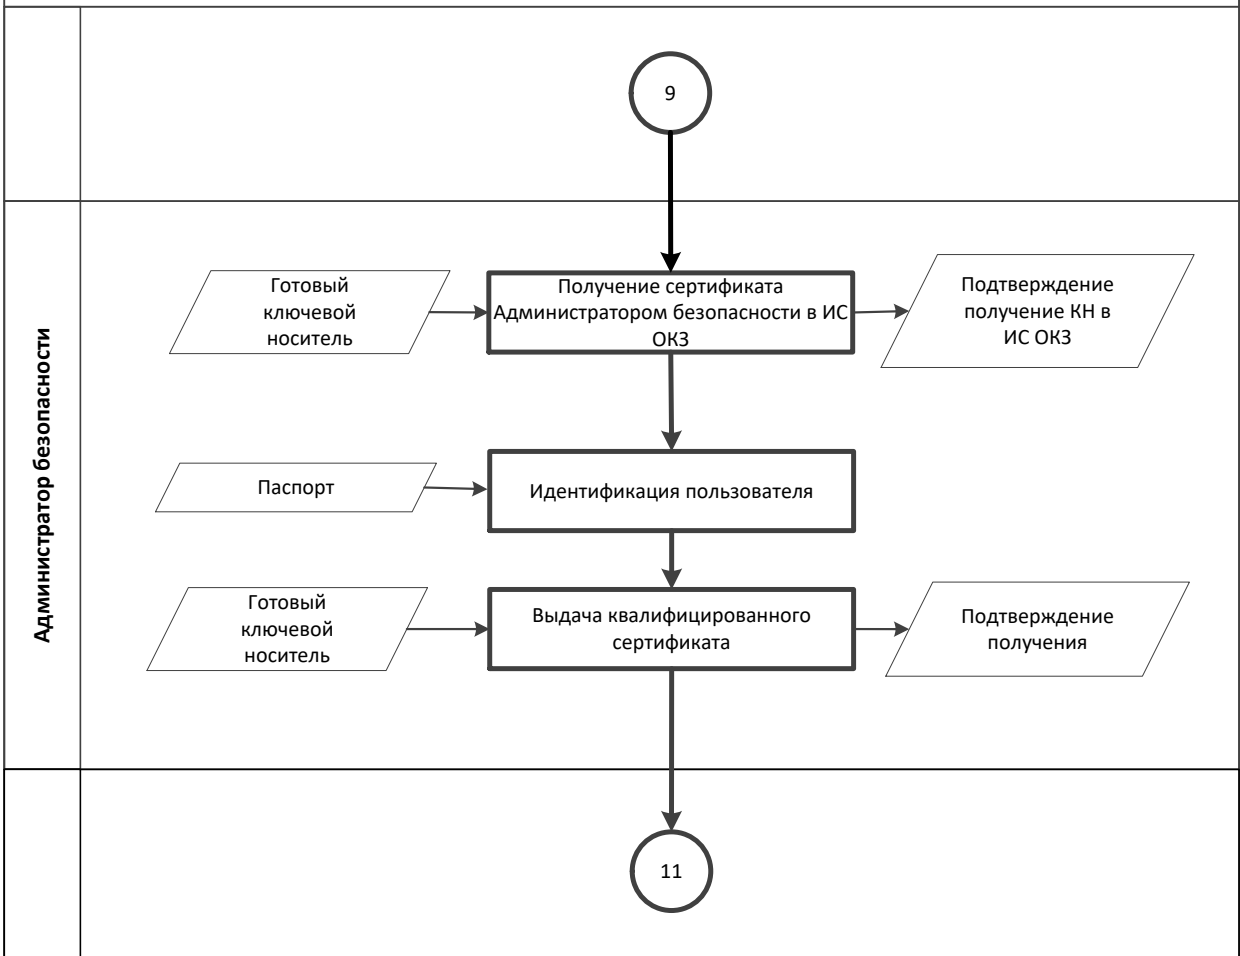 9
Готовый
ключевой
носитель
Получение сертификата
Администратором безопасности в ИС
ОКЗ
Подтверждение
получение КН в
ИС ОКЗ
Администратор безопасности
Паспорт
Идентификация пользователя
Готовый
ключевой
носитель
Выдача квалифицированного
сертификата
Подтверждение
получения
11